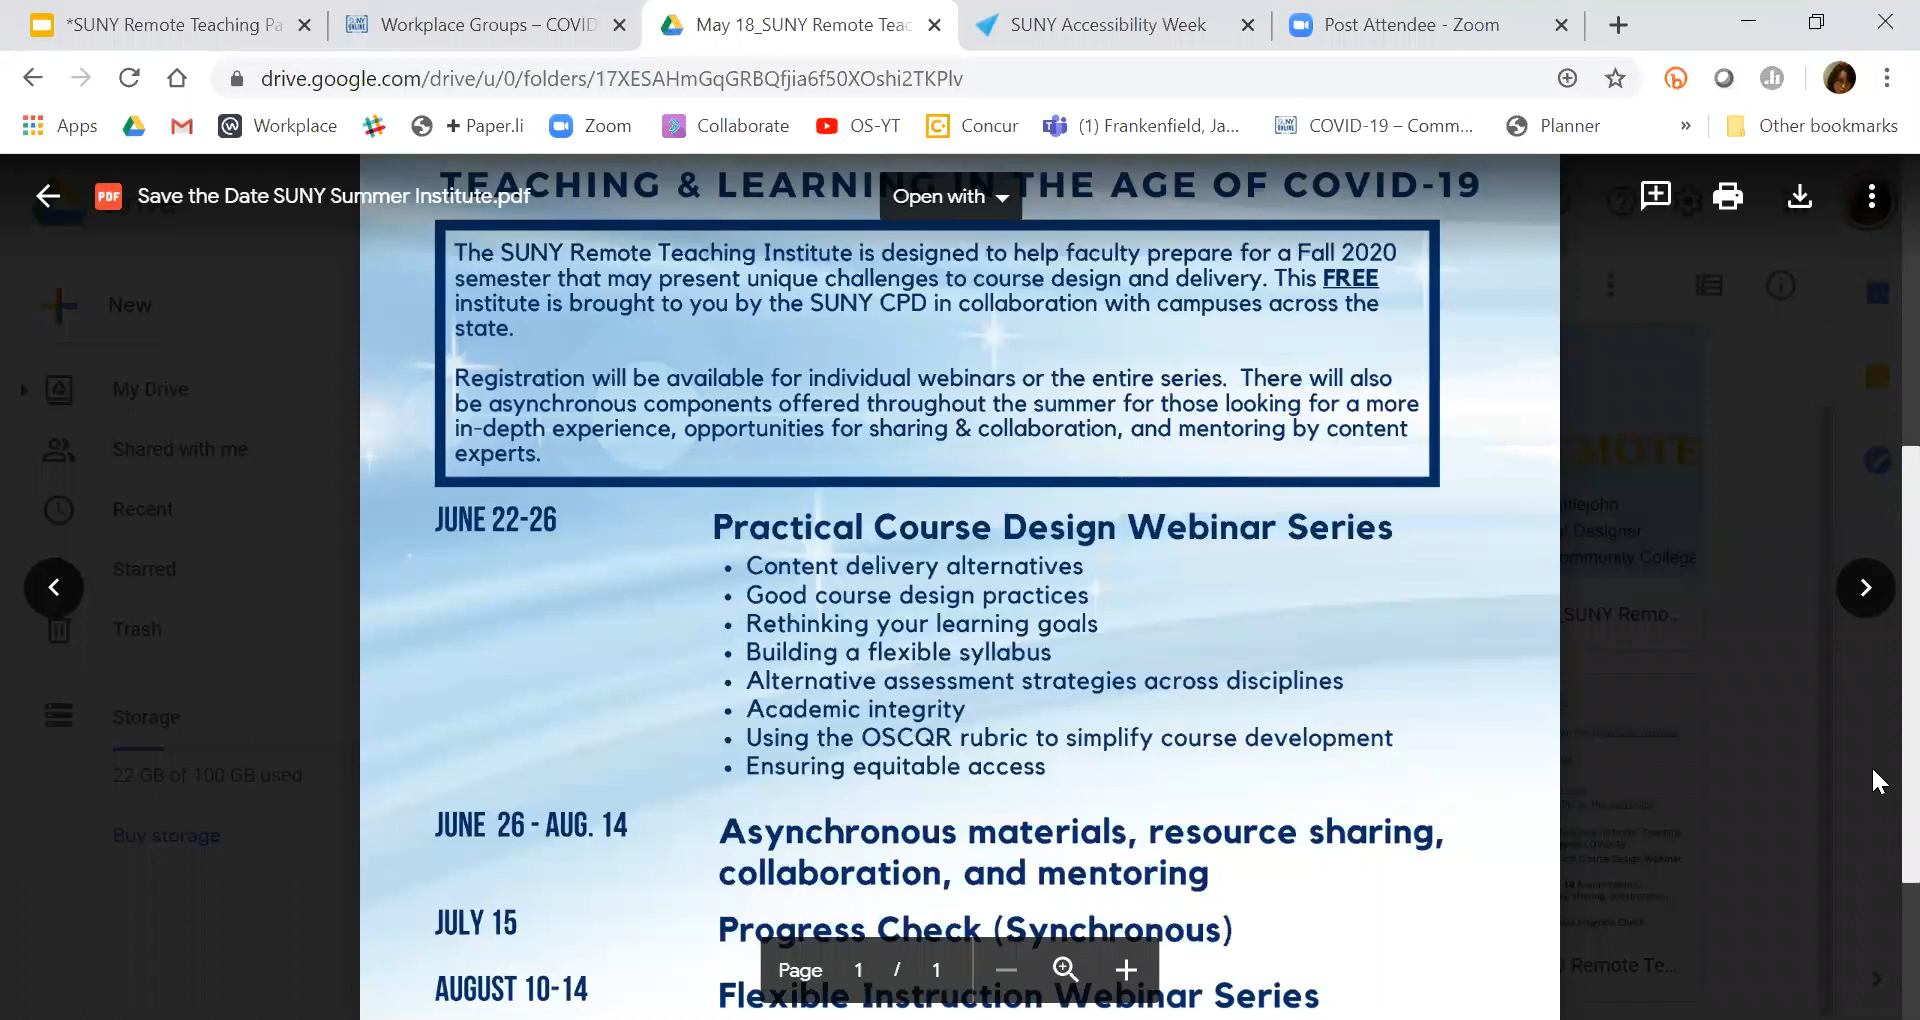 *SUNY Remote Teaching Pa
Workplace Groups – COVID
May 18_SUNY Remote Teac
SUNY Accessibility Week
Post Attendee - Zoom
drive.google.com/drive/u/0/folders/17XESAHmGqGRBQfjia6f50XOshi2TKPlv
Apps
Workplace
+ Paper.li
Zoom
Collaborate
OS-YT
Concur
(1) Frankenfield, Ja...
COVID-19 – Comm...
Planner
»
Other bookmarks
TEACHING & LEARNING IN THE AGE OF COVID-19
PDF
Save the Date SUNY Summer Institute.pdf
Open with
The SUNY Remote Teaching Institute is designed to help faculty prepare for a Fall 2020
semester that may present unique challenges to course design and delivery. This FREE
institute is brought to you by the SUNY CPD in collaboration with campuses across the
state.
Registration will be available for individual webinars or the entire series. There will also
be asynchronous components offered throughout the summer for those looking for a more
in-depth experience, opportunities for sharing & collaboration, and mentoring by content
experts.
New
My Drive
Shared with me
Recent
Starred
Trash
Storage
22 GB of 100 GB used
Buy storage
JUNE 22-26
Practical Course Design Webinar Series
• Content delivery alternatives
• Good course design practices
• Rethinking your learning goals
• Building a flexible syllabus
• Alternative assessment strategies across disciplines
• Academic integrity
• Using the OSCQR rubric to simplify course development
• Ensuring equitable access
JUNE 26 - AUG. 14
Asynchronous materials, resource sharing,
collaboration, and mentoring
JULY 15
Progress Check (Synchronous)
AUGUST 10-14
Flexible Instruction Webinar Series
Page 1 / 1
MOTE
ttlejohn
l Designer
ommunity College
_SUNY Remo...
Remote Te...